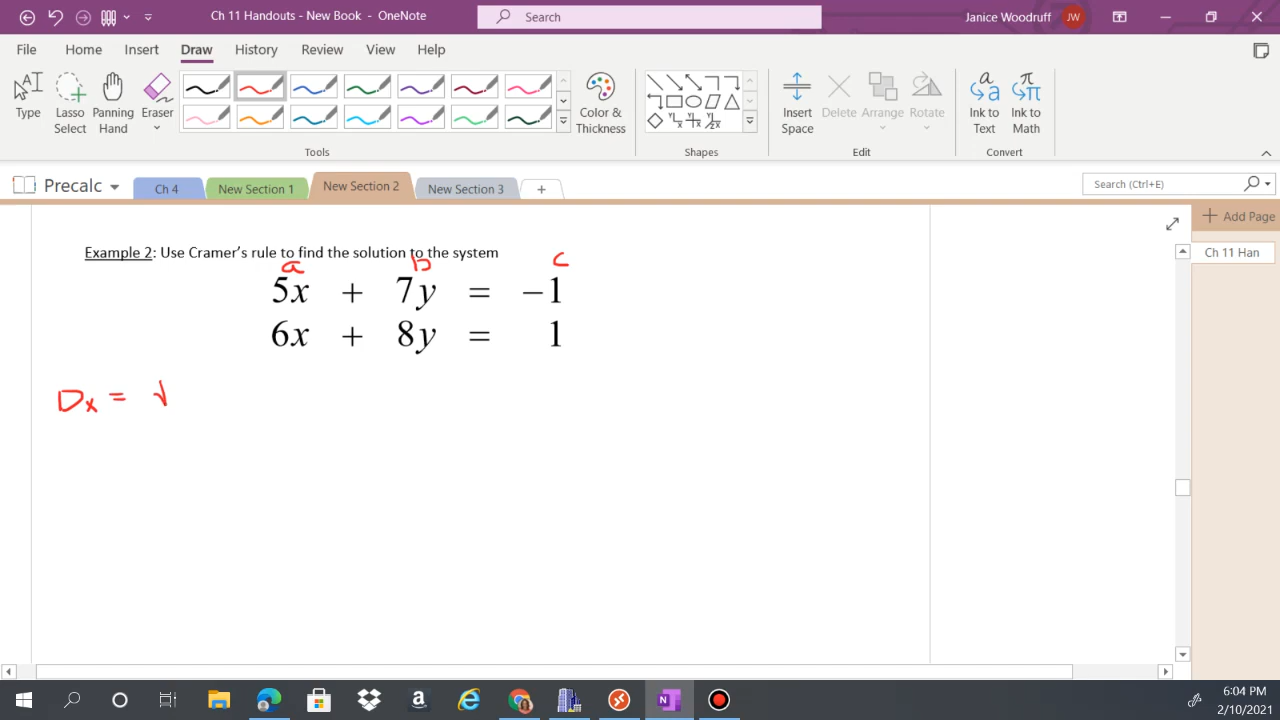 Ch 11 Handouts - New Book - OneNote
Search
Janice Woodruff JW
File Home Insert Draw History Review View Help
Type Lasso Select Panning Hand Eraser
Color & Thickness
Insert Space Delete Arrange Rotate
Ink to Text Ink to Math
Tools Shapes Edit Convert
Precalc Ch 4 New Section 1 New Section 2 New Section 3 +
Search (Ctrl+E)
Add Page
Ch 11 Han
Example 2: Use Cramer's rule to find the solution to the system
a b c
5x + 7y = −1
6x + 8y = 1
Dx =
6:04 PM
2/10/2021